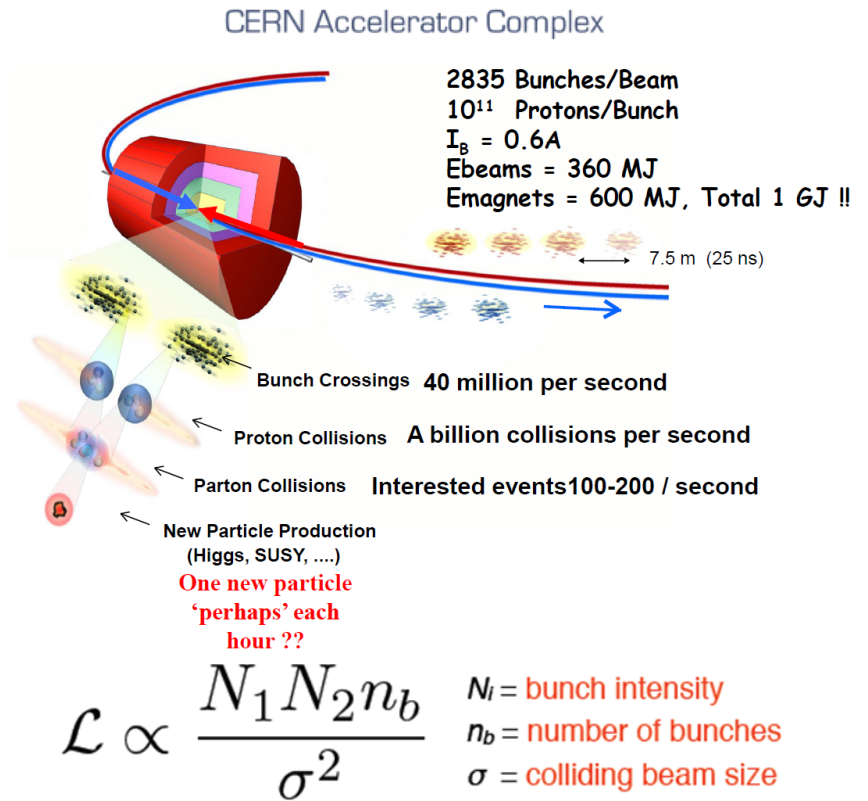 CERN Accelerator Complex
2835 Bunches/Beam
10¹¹ Protons/Bunch
I_B = 0.6A
Ebeams = 360 MJ
Emagnets = 600 MJ, Total 1 GJ !!
7.5 m (25 ns)
Bunch Crossings 40 million per second
Proton Collisions A billion collisions per second
Parton Collisions Interested events100-200 / second
New Particle Production
(Higgs, SUSY, ....)
One new particle
‘perhaps’ each
hour ??
ℒ ∝ N₁N₂n_b / σ²
Nᵢ = bunch intensity
n_b = number of bunches
σ = colliding beam size